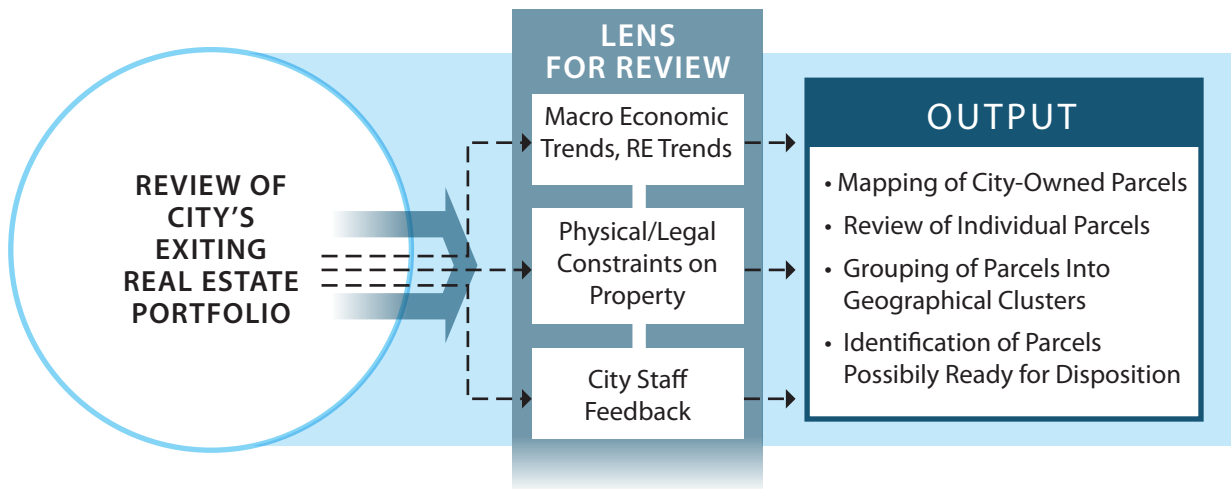 REVIEW OF
CITY'S
EXITING
REAL ESTATE
PORTFOLIO
LENS
FOR REVIEW
Macro Economic
Trends, RE Trends
Physical/Legal
Constraints on
Property
City Staff
Feedback
OUTPUT
• Mapping of City-Owned Parcels
• Review of Individual Parcels
• Grouping of Parcels Into
Geographical Clusters
• Identification of Parcels
Possibily Ready for Disposition